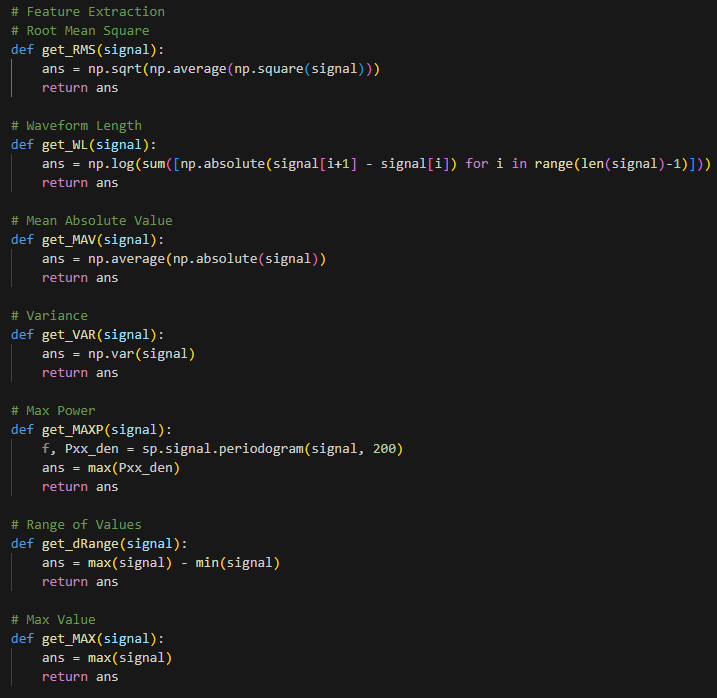 # Feature Extraction
# Root Mean Square
def get_RMS(signal):
    ans = np.sqrt(np.average(np.square(signal)))
    return ans

# Waveform Length
def get_WL(signal):
    ans = np.log(sum([np.absolute(signal[i+1] - signal[i]) for i in range(len(signal)-1)]))
    return ans

# Mean Absolute Value
def get_MAV(signal):
    ans = np.average(np.absolute(signal))
    return ans

# Variance
def get_VAR(signal):
    ans = np.var(signal)
    return ans

# Max Power
def get_MAXP(signal):
    f, Pxx_den = sp.signal.periodogram(signal, 200)
    ans = max(Pxx_den)
    return ans

# Range of Values
def get_dRange(signal):
    ans = max(signal) - min(signal)
    return ans

# Max Value
def get_MAX(signal):
    ans = max(signal)
    return ans